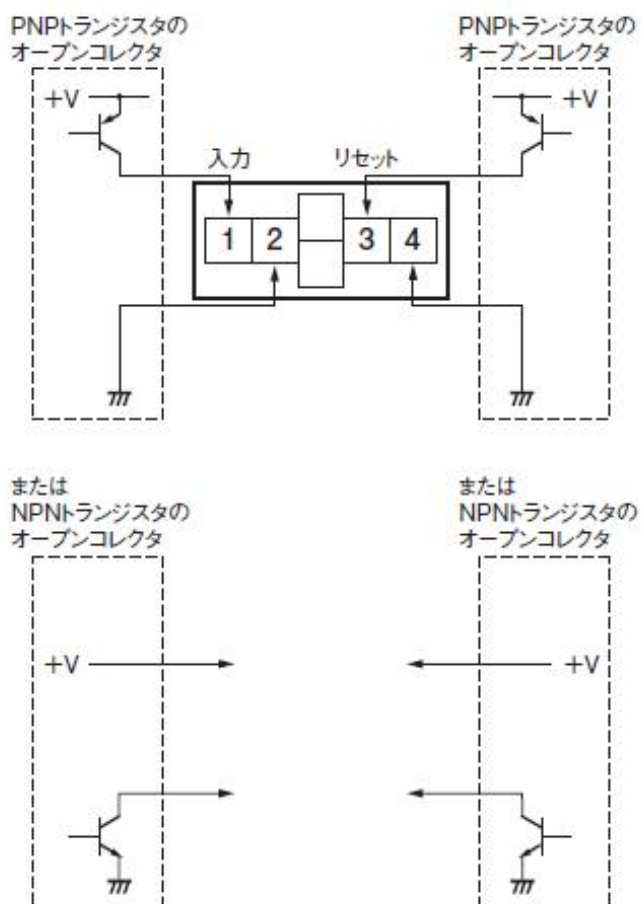 PNPトランジスタの
オープンコレクタ
PNPトランジスタの
オープンコレクタ
+V
+V
入力
リセット
1 2 3 4
または
NPNトランジスタの
オープンコレクタ
または
NPNトランジスタの
オープンコレクタ
+V
+V